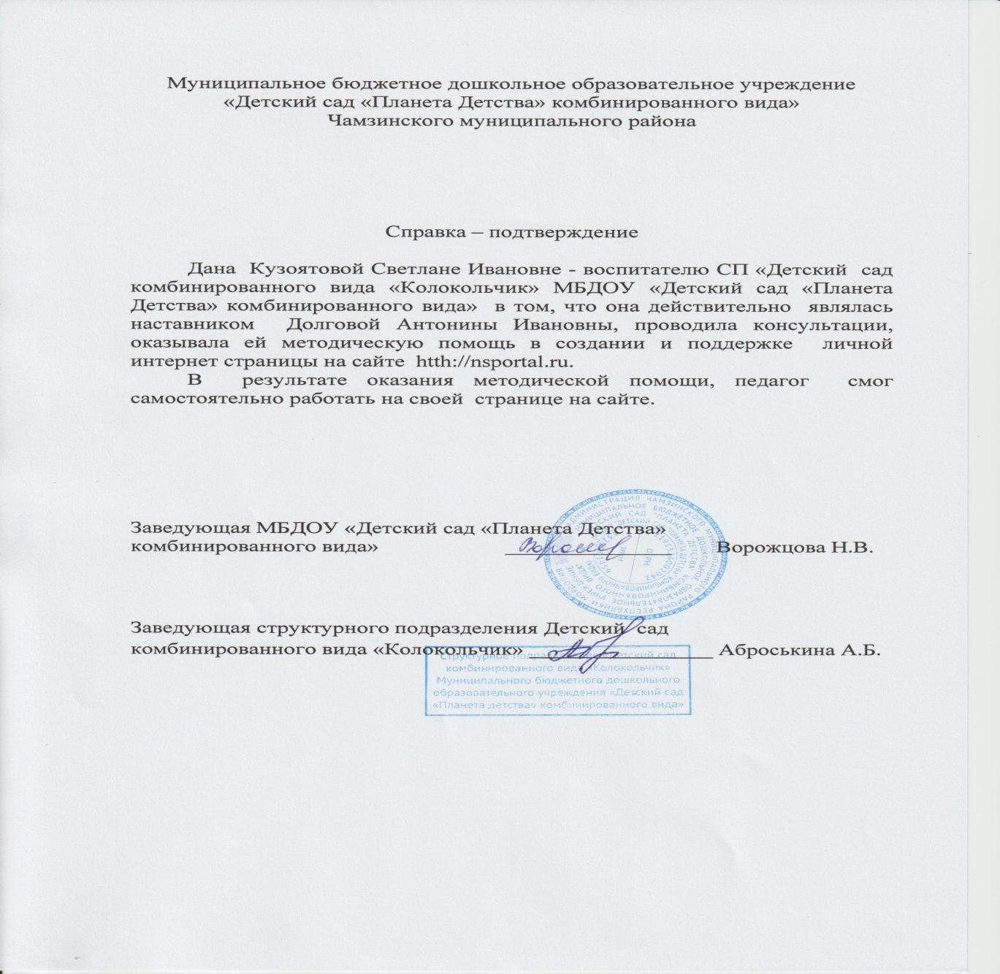 Муниципальное бюджетное дошкольное образовательное учреждение
«Детский сад «Планета Детства» комбинированного вида»
Чамзинского муниципального района
Справка – подтверждение
Дана Кузоятовой Светлане Ивановне - воспитателю СП «Детский сад
комбинированного вида «Колокольчик» МБДОУ «Детский сад «Планета
Детства» комбинированного вида» в том, что она действительно являлась
наставником Долговой Антонины Ивановны, проводила консультации,
оказывала ей методическую помощь в создании и поддержке личной
интернет страницы на сайте htth://nsportal.ru.
В результате оказания методической помощи, педагог смог
самостоятельно работать на своей странице на сайте.
Заведующая МБДОУ «Детский сад «Планета Детства»
комбинированного вида» Ворожцова Н.В.
Заведующая структурного подразделения Детский сад
комбинированного вида «Колокольчик» Аброськина А.Б.
Структурное подразделение «Детский сад
комбинированного вида «Колокольчик»
Муниципального бюджетного дошкольного
образовательного учреждения «Детский сад
«Планета детства» комбинированного вида»